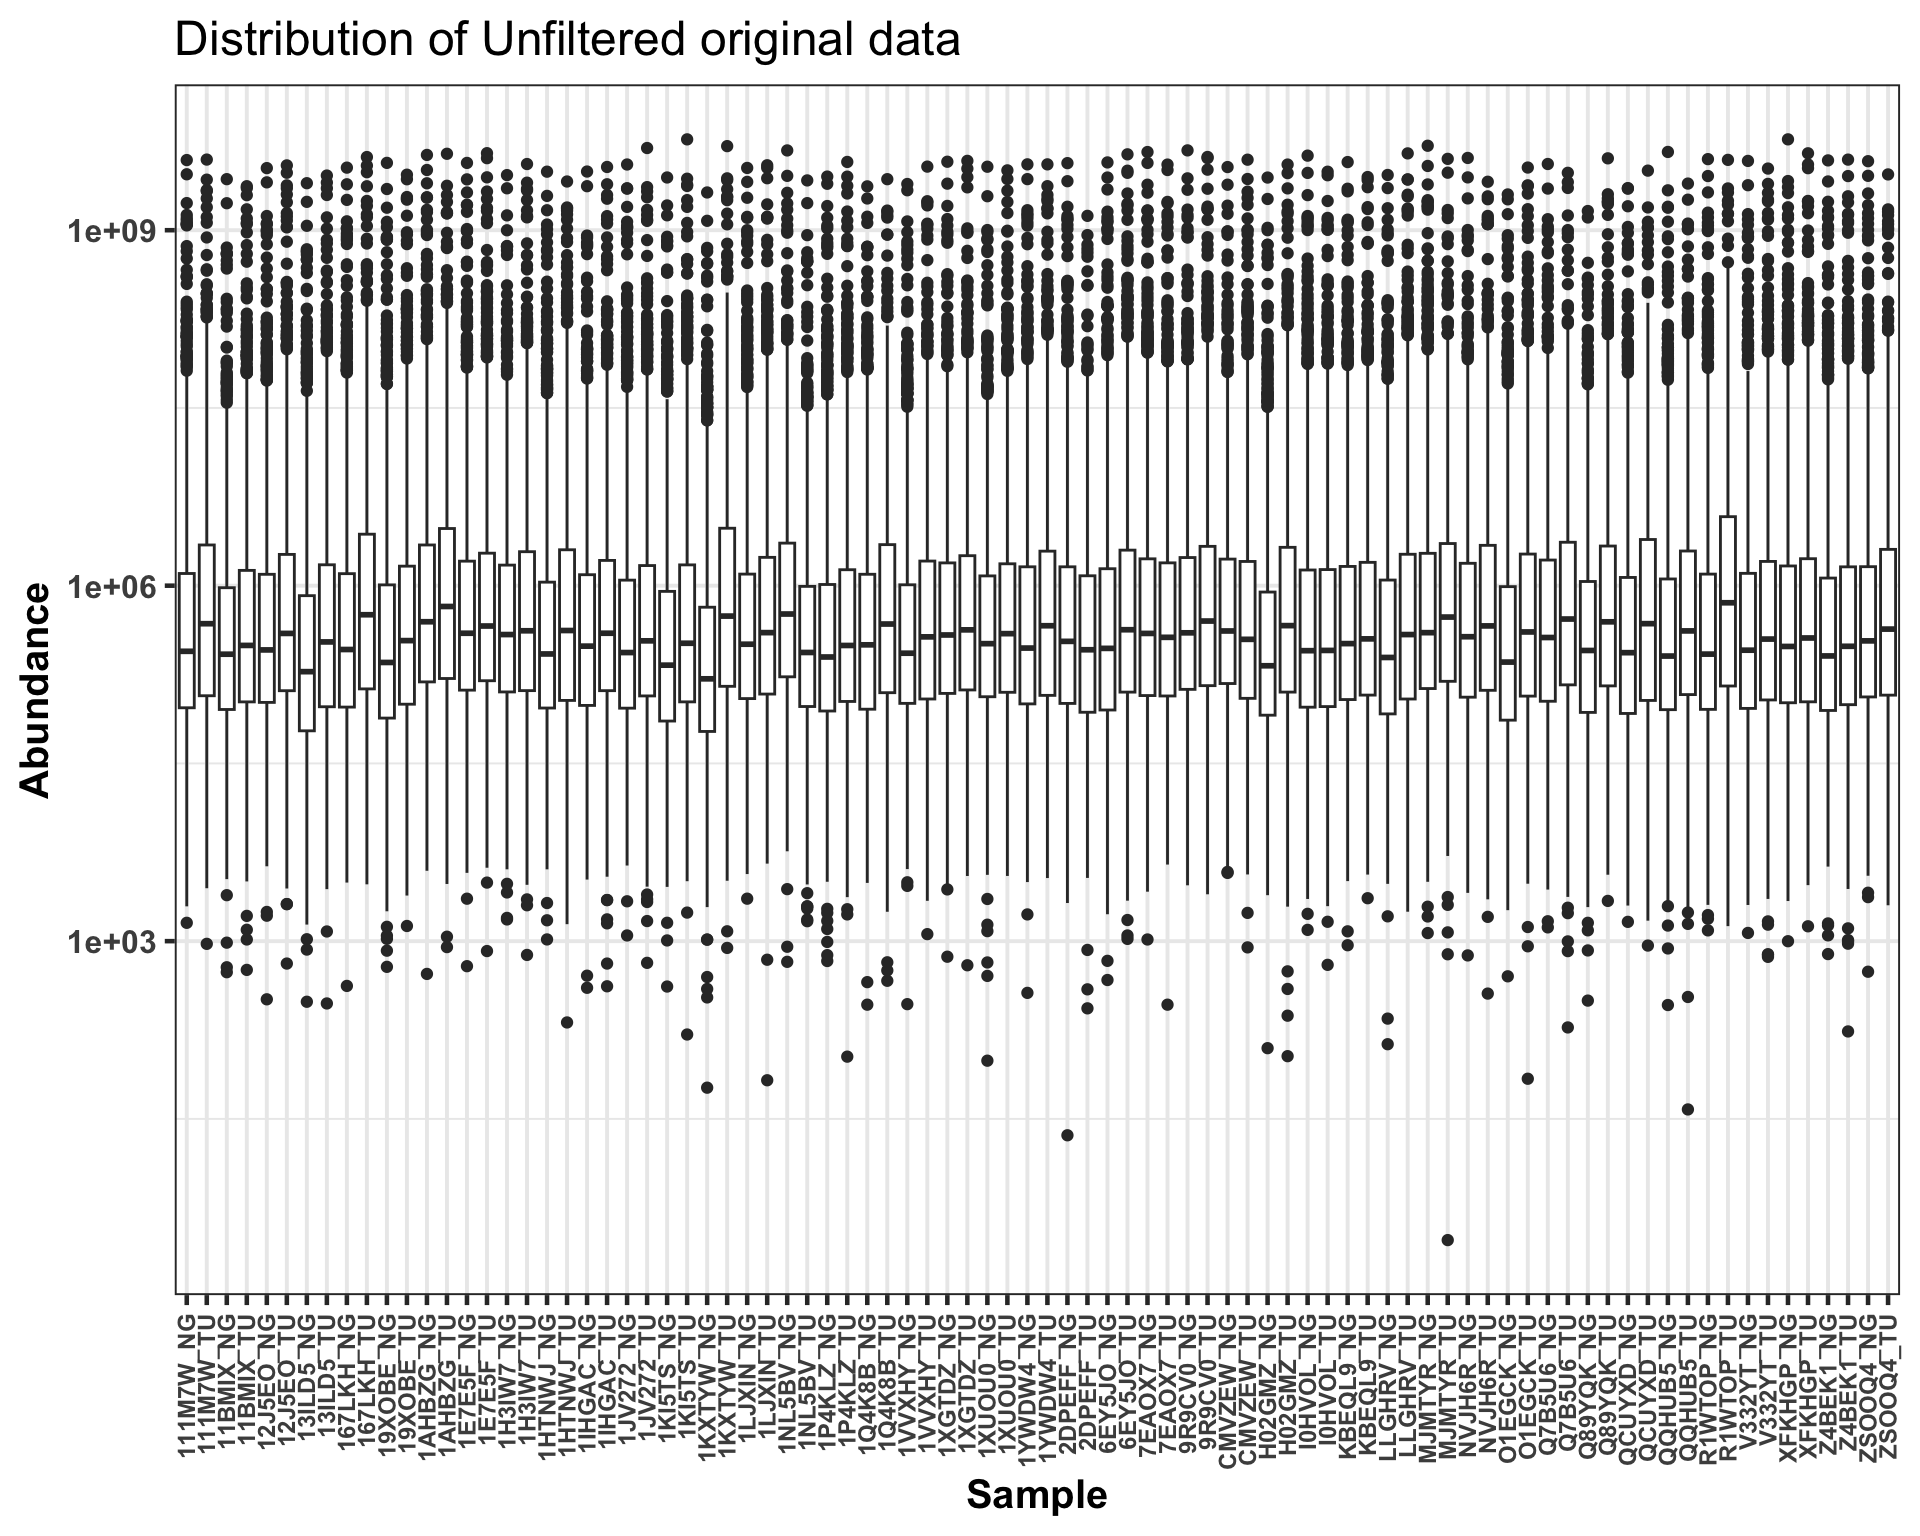 Distribution of Unfiltered original data
1e+09
1e+06
1e+03
Abundance
111M7W_NG
111M7W_TU
11BMIX_NG
11BMIX_TU
12J5EO_NG
12J5EO_TU
13ILD5_NG
13ILD5_TU
167LKH_NG
167LKH_TU
19XOBE_NG
19XOBE_TU
1AHBZG_NG
1AHBZG_TU
1E7E5F_NG
1E7E5F_TU
1H3IW7_NG
1H3IW7_TU
1HTNWJ_NG
1HTNWJ_TU
1IHGAC_NG
1IHGAC_TU
1JV272_NG
1JV272_TU
1KI5TS_NG
1KI5TS_TU
1KXTYW_NG
1KXTYW_TU
1LJXIN_NG
1LJXIN_TU
1NL5BV_NG
1NL5BV_TU
1P4KLZ_NG
1P4KLZ_TU
1Q4K8B_NG
1Q4K8B_TU
1VVXHY_NG
1VVXHY_TU
1XGTDZ_NG
1XGTDZ_TU
1XUOU0_NG
1XUOU0_TU
1YWDW4_NG
1YWDW4_TU
2DPEFF_NG
2DPEFF_TU
6EY5JO_NG
6EY5JO_TU
7EAOX7_NG
7EAOX7_TU
9R9CV0_NG
9R9CV0_TU
CMVZEW_NG
CMVZEW_TU
H02GMZ_NG
H02GMZ_TU
I0HVOL_NG
I0HVOL_TU
KBEQL9_NG
KBEQL9_TU
LLGHRV_NG
LLGHRV_TU
MJMTYR_NG
MJMTYR_TU
NVJH6R_NG
NVJH6R_TU
O1EGCK_NG
O1EGCK_TU
Q7B5U6_NG
Q7B5U6_TU
Q89YQK_NG
Q89YQK_TU
QCUYXD_NG
QCUYXD_TU
QQHUB5_NG
QQHUB5_TU
R1WTOP_NG
R1WTOP_TU
V332YT_NG
V332YT_TU
XFKHGP_NG
XFKHGP_TU
Z4BEK1_NG
Z4BEK1_TU
ZSOOQ4_NG
ZSOOQ4_TU
Sample